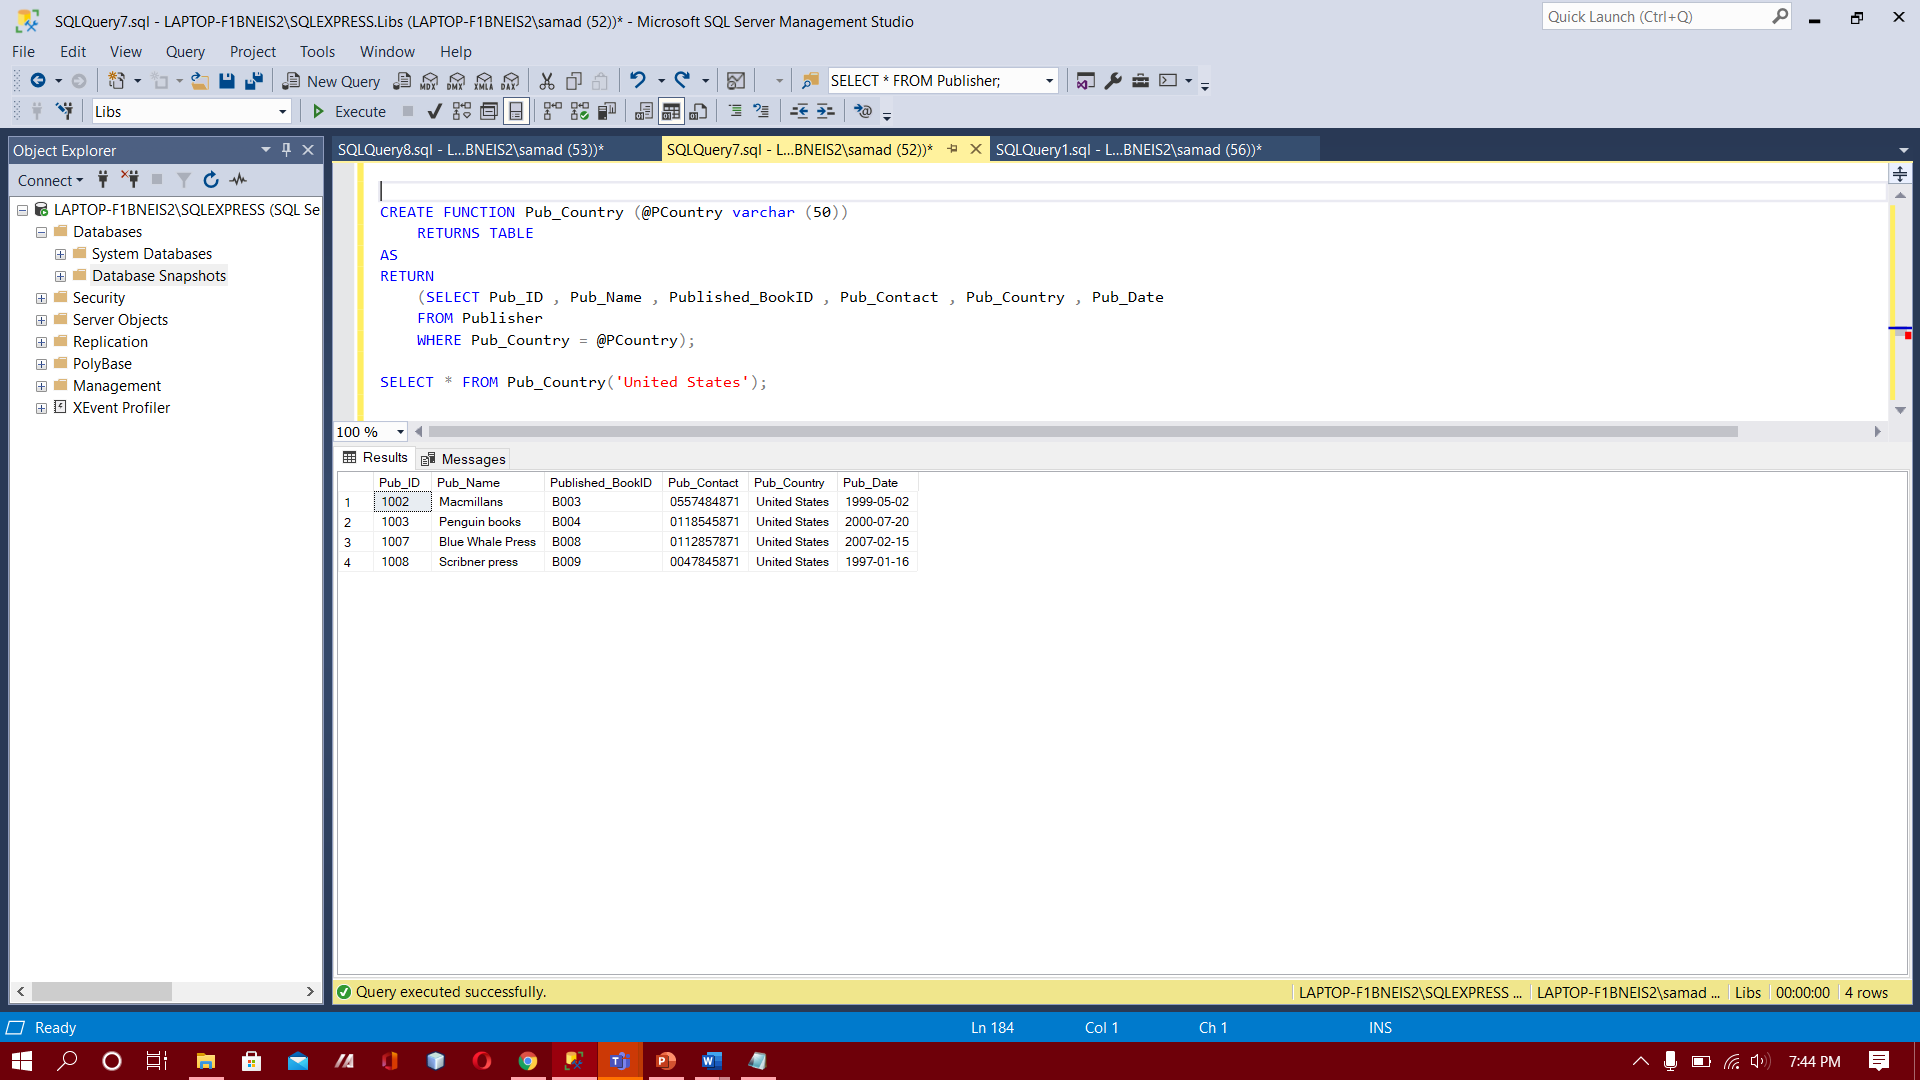 SQLQuery7.sql - LAPTOP-F1BNEIS2\SQLEXPRESS.Libs (LAPTOP-F1BNEIS2\samad (52))* - Microsoft SQL Server Management Studio
Quick Launch (Ctrl+Q)
File Edit View Query Project Tools Window Help
New Query MDX DMX XMLA DAX SELECT * FROM Publisher;
Libs Execute
Object Explorer
SQLQuery8.sql - L...BNEIS2\samad (53))* SQLQuery7.sql - L...BNEIS2\samad (52))* SQLQuery1.sql - L...BNEIS2\samad (56))*
Connect
LAPTOP-F1BNEIS2\SQLEXPRESS (SQL Se
Databases
System Databases
Database Snapshots
Security
Server Objects
Replication
PolyBase
Management
XEvent Profiler
CREATE FUNCTION Pub_Country (@PCountry varchar (50))
RETURNS TABLE
AS
RETURN
(SELECT Pub_ID , Pub_Name , Published_BookID , Pub_Contact , Pub_Country , Pub_Date
FROM Publisher
WHERE Pub_Country = @PCountry);
SELECT * FROM Pub_Country('United States');
100 %
Results Messages
Pub_ID Pub_Name Published_BookID Pub_Contact Pub_Country Pub_Date
1 1002 Macmillans B003 0557484871 United States 1999-05-02
2 1003 Penguin books B004 0118545871 United States 2000-07-20
3 1007 Blue Whale Press B008 0112857871 United States 2007-02-15
4 1008 Scribner press B009 0047845871 United States 1997-01-16
Query executed successfully. LAPTOP-F1BNEIS2\SQLEXPRESS ... LAPTOP-F1BNEIS2\samad ... Libs 00:00:00 4 rows
Ready Ln 184 Col 1 Ch 1 INS
7:44 PM